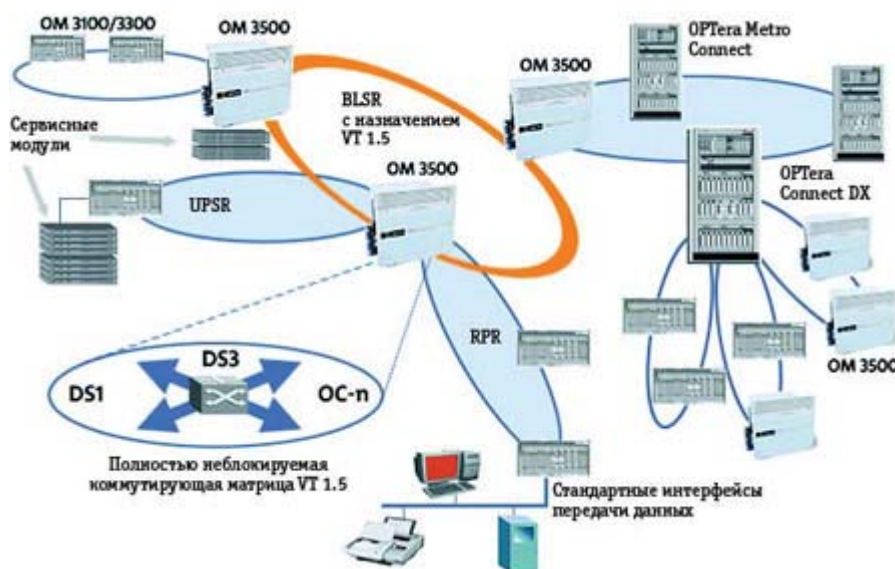 OM 3100/3300
OM 3500
OPTera Metro
Connect
OM 3500
BLSR
с назначением
VT 1.5
Сервисные
модули
OM 3500
OPTera
Connect DX
UPSR
RPR
OM 3500
DS1
DS3
OC-n
Полностью неблокируемая
коммутирующая матрица VT 1.5
Стандартные интерфейсы
передачи данных